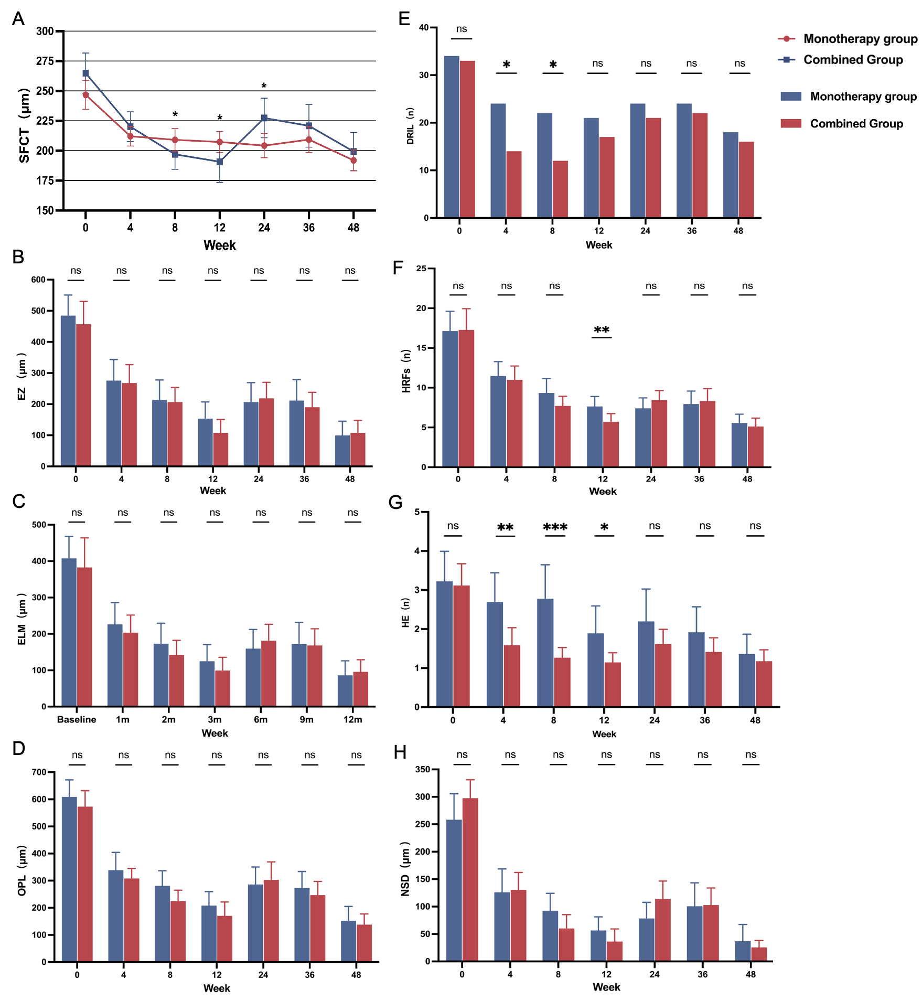 A
300
275
250
225
200
175
150
SFCT (μm)
* * *
0 4 8 12 24 36 48
Week
E
40
30
20
10
0
DRIL (n)
ns * * ns ns ns ns
0 4 8 12 24 36 48
Week
Monotherapy group
Combined Group
Monotherapy group
Combined Group
B
600
500
400
300
200
100
0
EZ (μm)
ns ns ns ns ns ns ns
0 4 8 12 24 36 48
Week
F
25
20
15
10
5
0
HRFs (n)
ns ns ns ** ns ns ns
0 4 8 12 24 36 48
Week
C
500
400
300
200
100
0
ELM (μm)
ns ns ns ns ns ns ns
Baseline 1m 2m 3m 6m 9m 12m
Week
G
5
4
3
2
1
0
HE (n)
ns ** *** * ns ns ns
0 4 8 12 24 36 48
Week
D
700
600
500
400
300
200
100
0
OPL (μm)
ns ns ns ns ns ns ns
0 4 8 12 24 36 48
Week
H
350
300
250
200
150
100
50
0
NSD (μm)
ns ns ns ns ns ns ns
0 4 8 12 24 36 48
Week